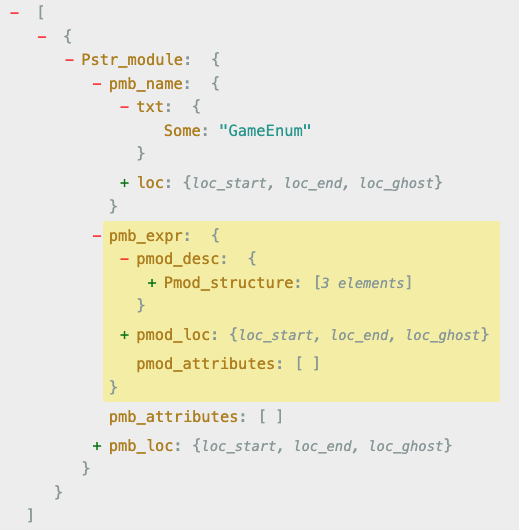 − [
− {
− Pstr_module: {
− pmb_name: {
− txt: {
Some: "GameEnum"
}
+ loc: {loc_start, loc_end, loc_ghost}
}
− pmb_expr: {
− pmod_desc: {
+ Pmod_structure: [3 elements]
}
+ pmod_loc: {loc_start, loc_end, loc_ghost}
pmod_attributes: [ ]
}
pmb_attributes: [ ]
+ pmb_loc: {loc_start, loc_end, loc_ghost}
}
}
]